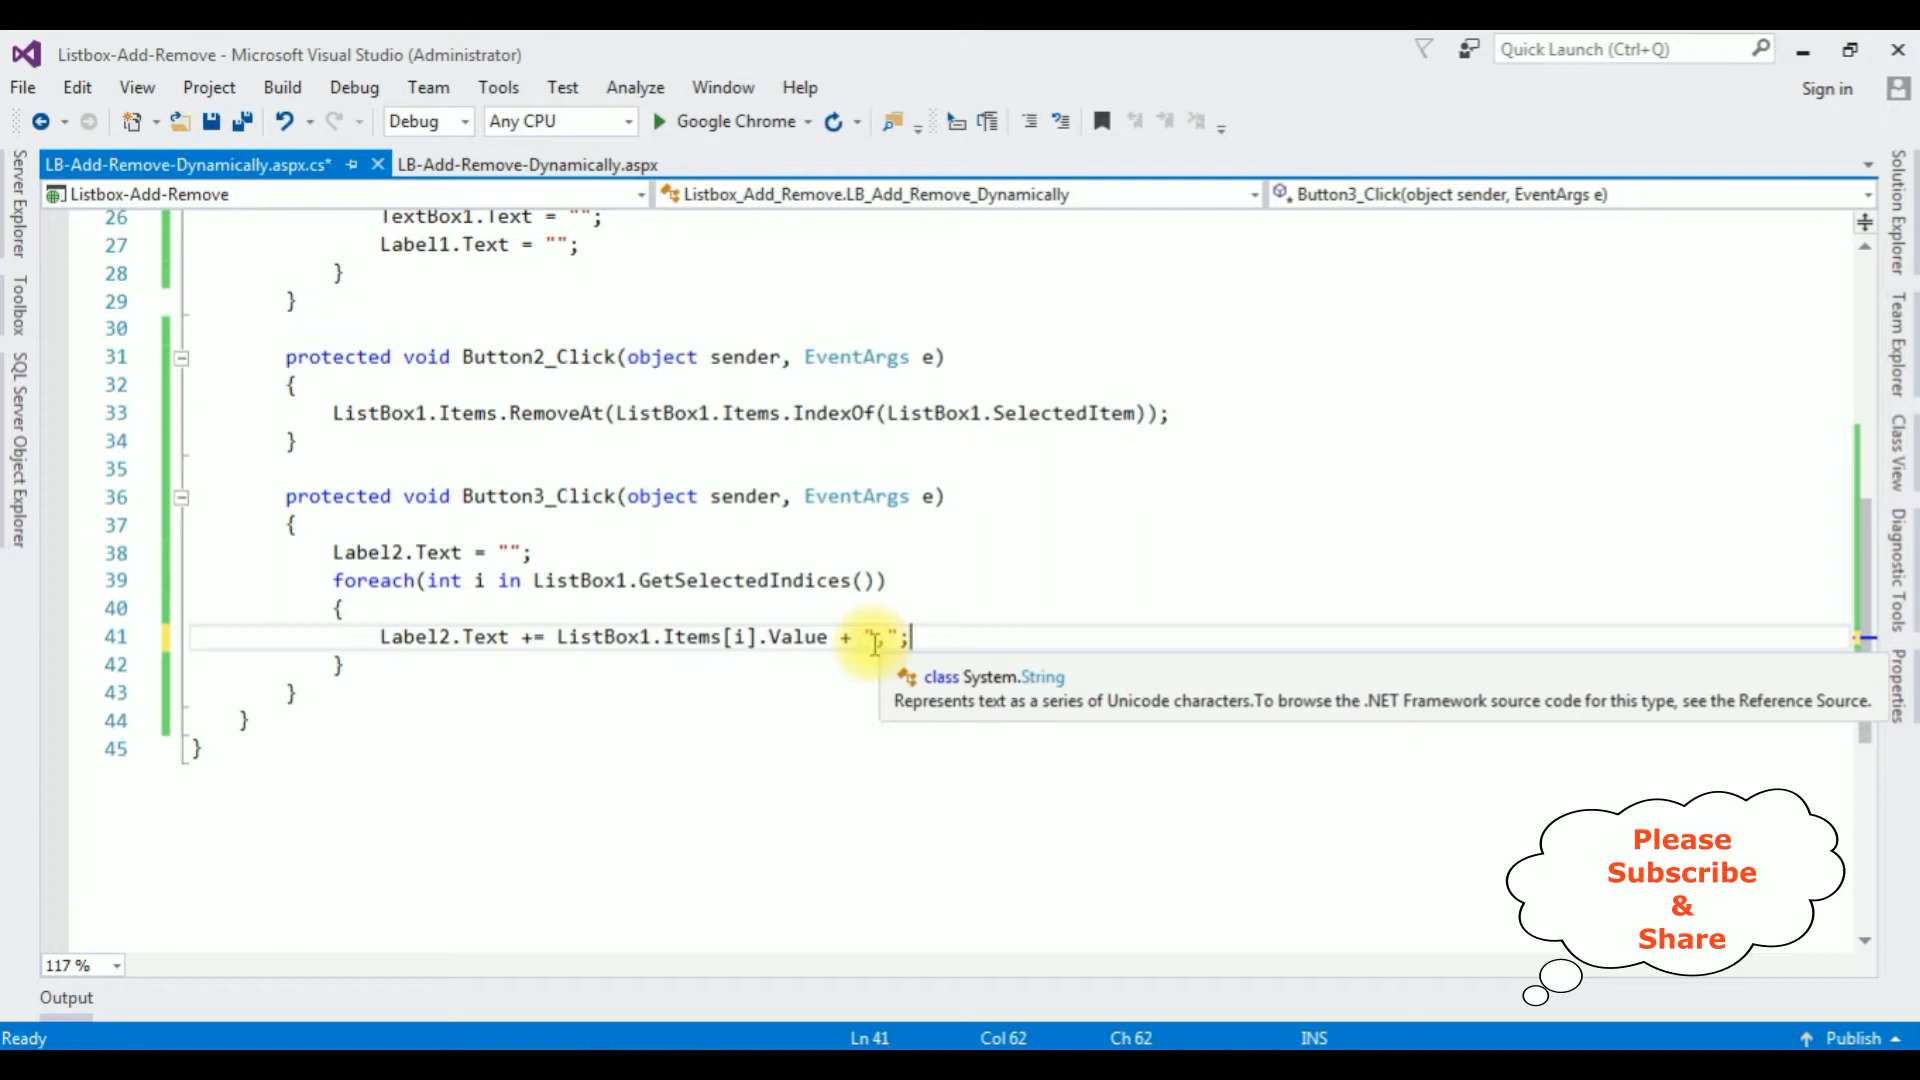 Listbox-Add-Remove - Microsoft Visual Studio (Administrator)
Quick Launch (Ctrl+Q)
File Edit View Project Build Debug Team Tools Test Analyze Window Help
Sign in
Debug Any CPU Google Chrome
LB-Add-Remove-Dynamically.aspx.cs* LB-Add-Remove-Dynamically.aspx
Listbox-Add-Remove Listbox_Add_Remove.LB_Add_Remove_Dynamically Button3_Click(object sender, EventArgs e)
Server Explorer
Toolbox
SQL Server Object Explorer
26 TextBox1.Text = "";
27 Label1.Text = "";
28 }
29 }
30
31 protected void Button2_Click(object sender, EventArgs e)
32 {
33 ListBox1.Items.RemoveAt(ListBox1.Items.IndexOf(ListBox1.SelectedItem));
34 }
35
36 protected void Button3_Click(object sender, EventArgs e)
37 {
38 Label2.Text = "";
39 foreach(int i in ListBox1.GetSelectedIndices())
40 {
41 Label2.Text += ListBox1.Items[i].Value + ",";
42 }
43 }
44 }
45 }
class System.String
Represents text as a series of Unicode characters.To browse the .NET Framework source code for this type, see the Reference Source.
Solution Explorer
Team Explorer
Class View
Diagnostic Tools
Properties
Please
Subscribe
&
Share
117 %
Output
Ready Ln 41 Col 62 Ch 62 INS Publish